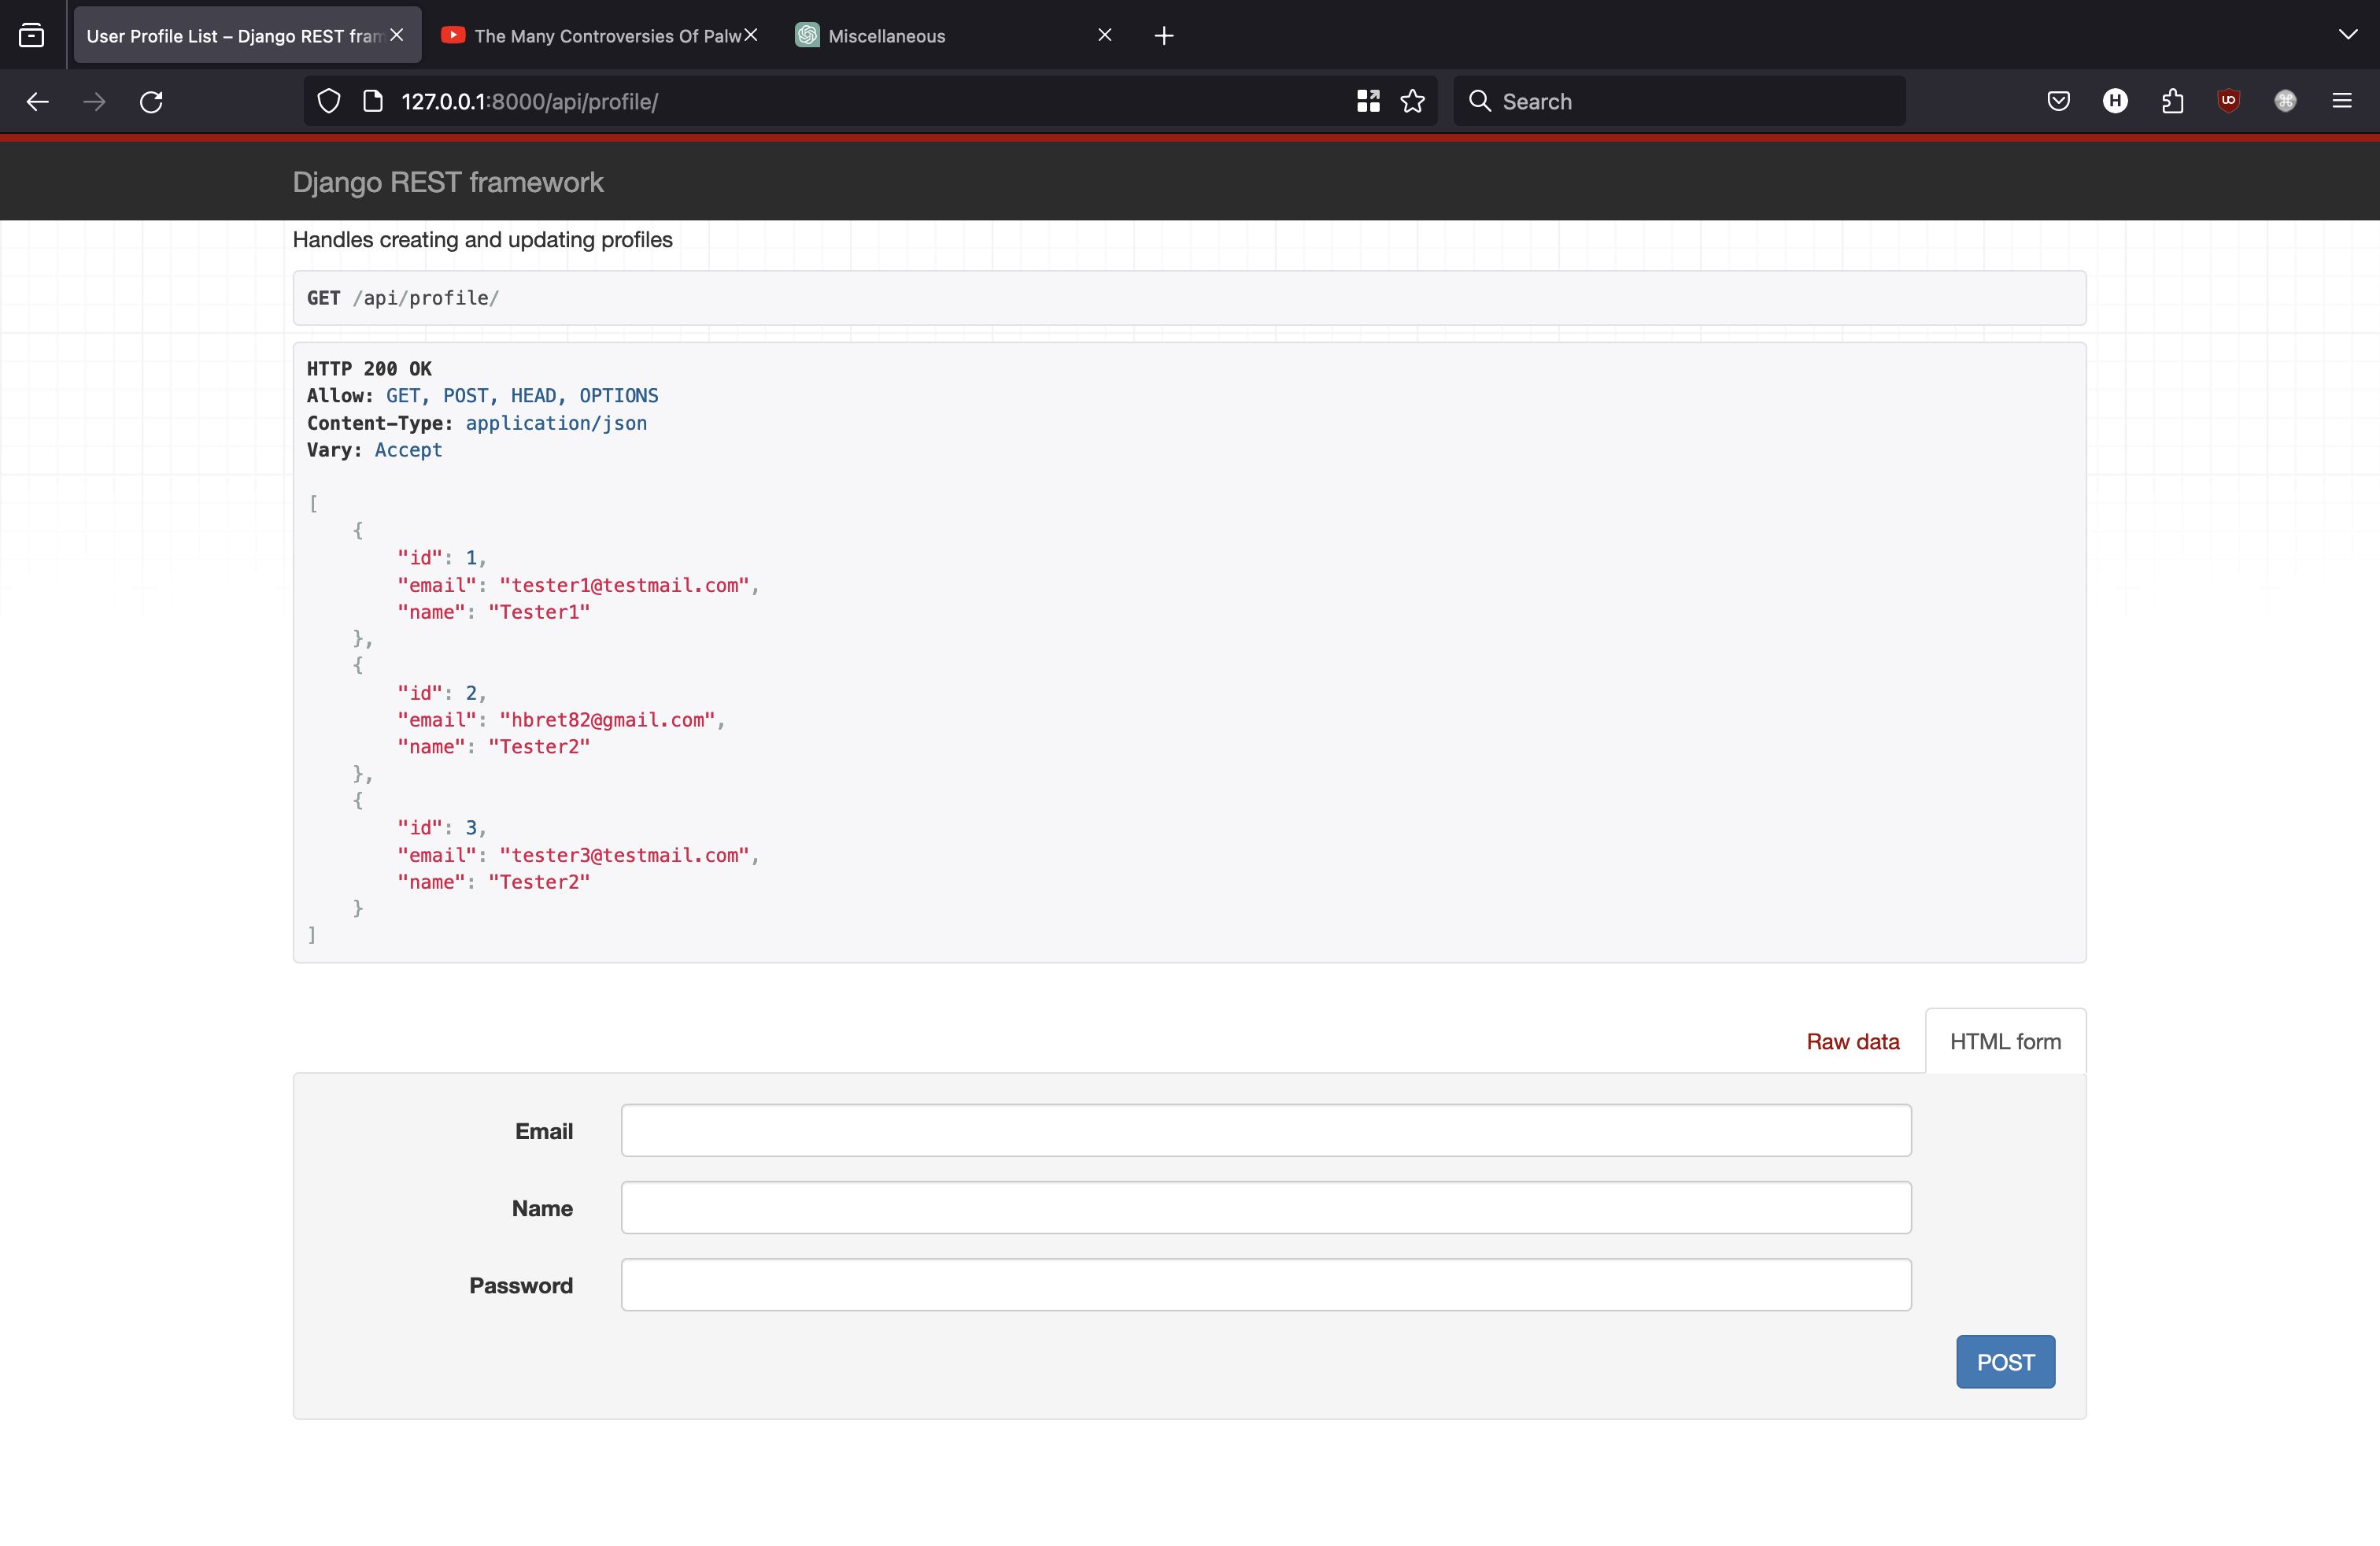 User Profile List – Django REST fram
The Many Controversies Of Palw
Miscellaneous
127.0.0.1:8000/api/profile/
Search
H
Django REST framework
Handles creating and updating profiles
GET /api/profile/
HTTP 200 OK
Allow: GET, POST, HEAD, OPTIONS
Content-Type: application/json
Vary: Accept
[
    {
        "id": 1,
        "email": "tester1@testmail.com",
        "name": "Tester1"
    },
    {
        "id": 2,
        "email": "hbret82@gmail.com",
        "name": "Tester2"
    },
    {
        "id": 3,
        "email": "tester3@testmail.com",
        "name": "Tester2"
    }
]
Raw data
HTML form
Email
Name
Password
POST